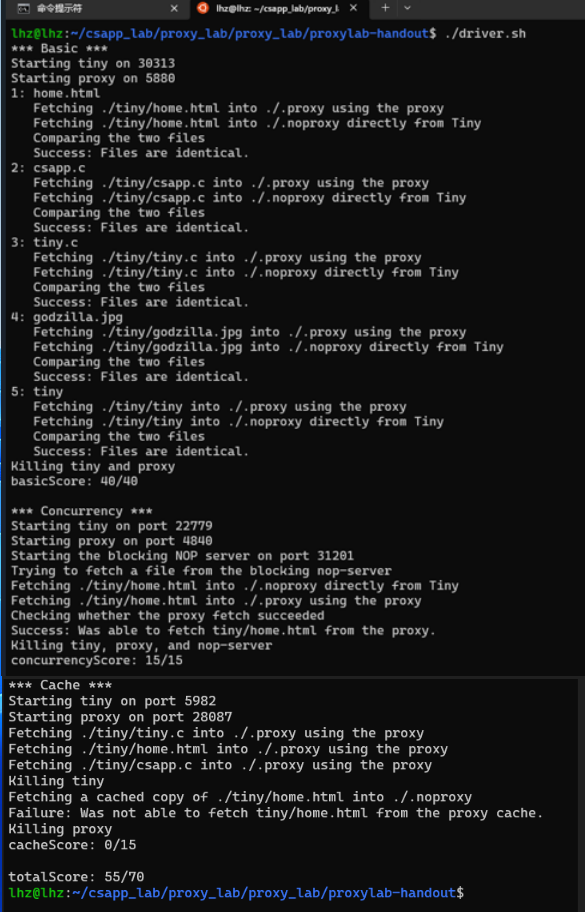 命令提示符
lhz@lhz: ~/csapp_lab/proxy_l
lhz@lhz:~/csapp_lab/proxy_lab/proxy_lab/proxylab-handout$ ./driver.sh
*** Basic ***
Starting tiny on 30313
Starting proxy on 5880
1: home.html
   Fetching ./tiny/home.html into ./.proxy using the proxy
   Fetching ./tiny/home.html into ./.noproxy directly from Tiny
   Comparing the two files
   Success: Files are identical.
2: csapp.c
   Fetching ./tiny/csapp.c into ./.proxy using the proxy
   Fetching ./tiny/csapp.c into ./.noproxy directly from Tiny
   Comparing the two files
   Success: Files are identical.
3: tiny.c
   Fetching ./tiny/tiny.c into ./.proxy using the proxy
   Fetching ./tiny/tiny.c into ./.noproxy directly from Tiny
   Comparing the two files
   Success: Files are identical.
4: godzilla.jpg
   Fetching ./tiny/godzilla.jpg into ./.proxy using the proxy
   Fetching ./tiny/godzilla.jpg into ./.noproxy directly from Tiny
   Comparing the two files
   Success: Files are identical.
5: tiny
   Fetching ./tiny/tiny into ./.proxy using the proxy
   Fetching ./tiny/tiny into ./.noproxy directly from Tiny
   Comparing the two files
   Success: Files are identical.
Killing tiny and proxy
basicScore: 40/40

*** Concurrency ***
Starting tiny on port 22779
Starting proxy on port 4840
Starting the blocking NOP server on port 31201
Trying to fetch a file from the blocking nop-server
Fetching ./tiny/home.html into ./.noproxy directly from Tiny
Fetching ./tiny/home.html into ./.proxy using the proxy
Checking whether the proxy fetch succeeded
Success: Was able to fetch tiny/home.html from the proxy.
Killing tiny, proxy, and nop-server
concurrencyScore: 15/15
*** Cache ***
Starting tiny on port 5982
Starting proxy on port 28087
Fetching ./tiny/tiny.c into ./.proxy using the proxy
Fetching ./tiny/home.html into ./.proxy using the proxy
Fetching ./tiny/csapp.c into ./.proxy using the proxy
Killing tiny
Fetching a cached copy of ./tiny/home.html into ./.noproxy
Failure: Was not able to fetch tiny/home.html from the proxy cache.
Killing proxy
cacheScore: 0/15

totalScore: 55/70
lhz@lhz:~/csapp_lab/proxy_lab/proxy_lab/proxylab-handout$